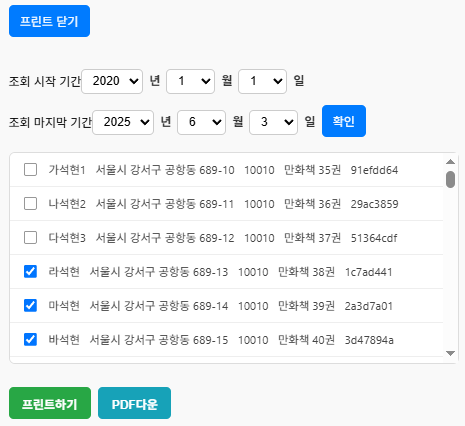 프린트 닫기
조회 시작 기간 2020 년 1 월 1 일
조회 마지막 기간 2025 년 6 월 3 일 확인
가석현1 서울시 강서구 공항동 689-10 10010 만화책 35권 91efdd64
나석현2 서울시 강서구 공항동 689-11 10010 만화책 36권 29ac3859
다석현3 서울시 강서구 공항동 689-12 10010 만화책 37권 51364cdf
라석현 서울시 강서구 공항동 689-13 10010 만화책 38권 1c7ad441
마석현 서울시 강서구 공항동 689-14 10010 만화책 39권 2a3d7a01
바석현 서울시 강서구 공항동 689-15 10010 만화책 40권 3d47894a
프린트하기 PDF다운